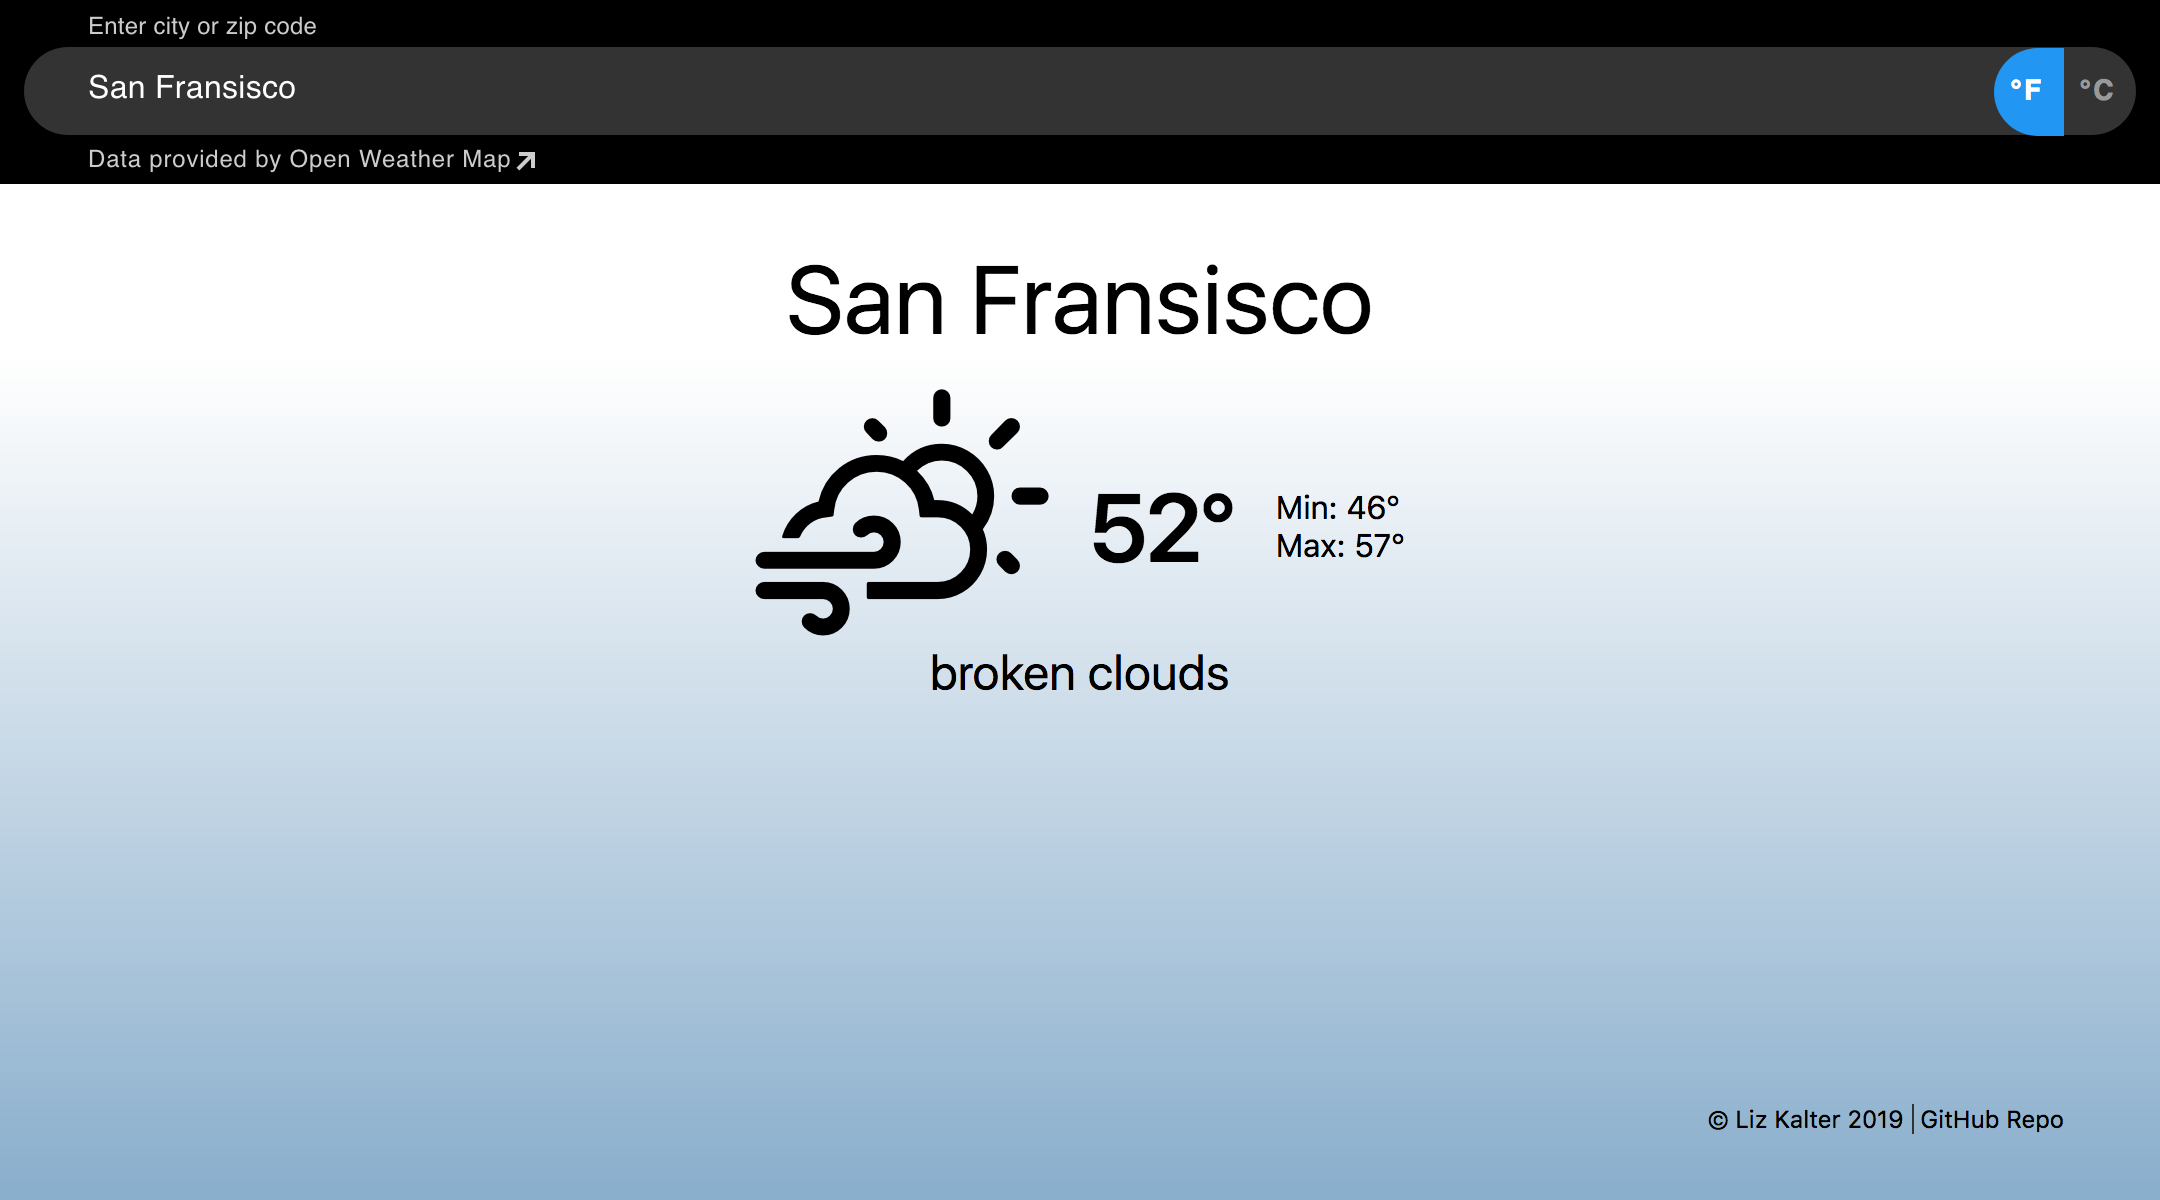 Enter city or zip code
San Fransisco
°F °C
Data provided by Open Weather Map
San Fransisco
52°
Min: 46°
Max: 57°
broken clouds
© Liz Kalter 2019 | GitHub Repo